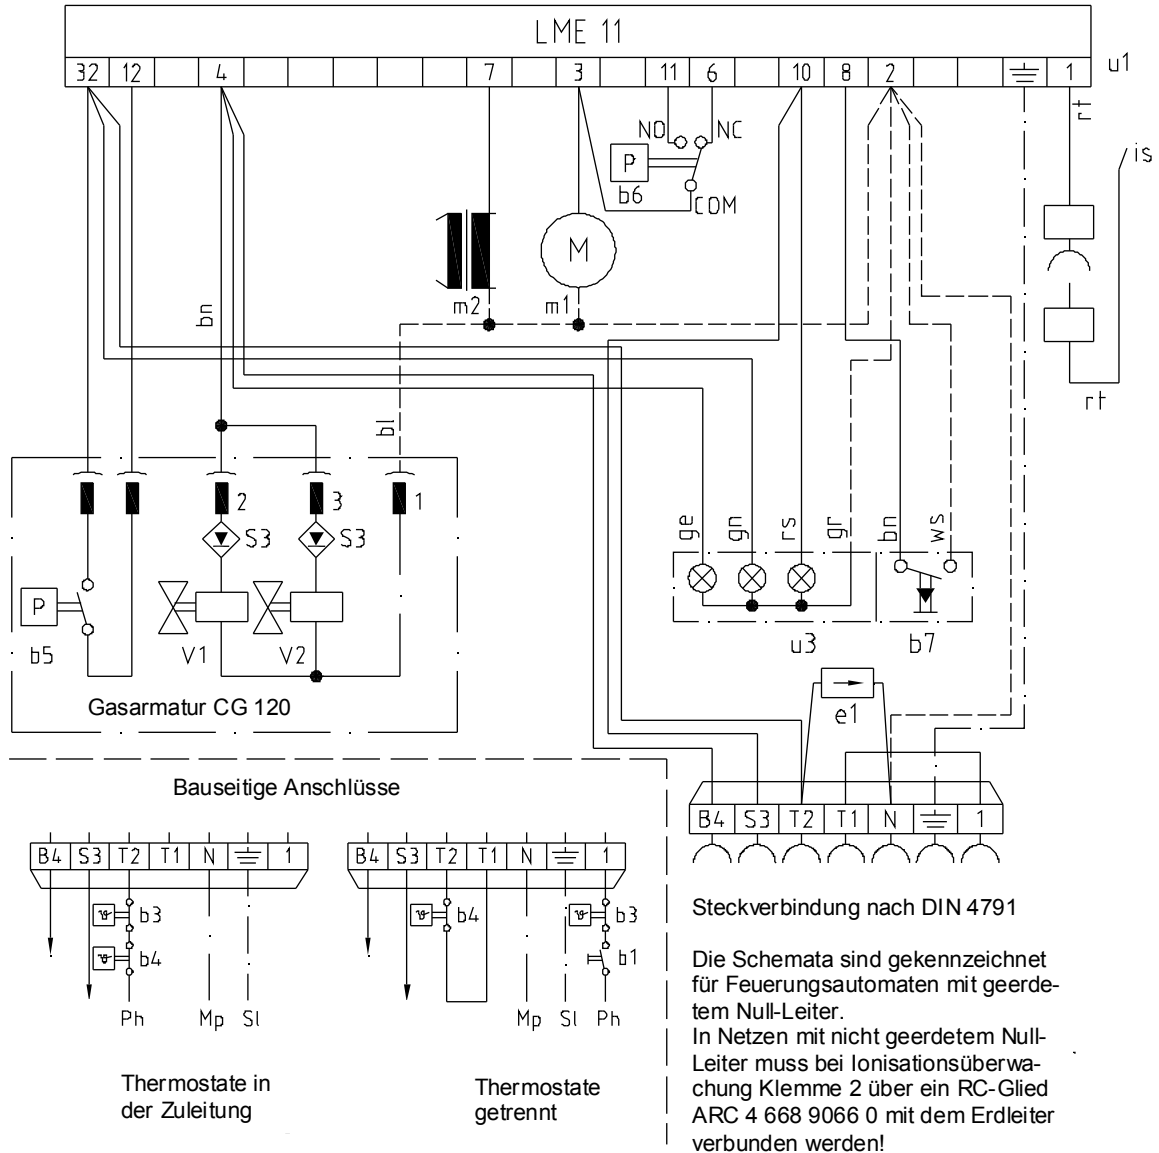 LME 11
32 12 4 7 3 11 6 10 8 2 1 u1
rt
NO NC
is
P
b6
COM
M
m2 m1
bn
rt
bl
2 3 1
S3 S3
ge gn rs gr bn ws
P
b5 V1 V2
u3 b7
Gasarmatur CG 120
e1
Bauseitige Anschlüsse
B4 S3 T2 T1 N 1
B4 S3 T2 T1 N 1
B4 S3 T2 T1 N 1
b3
b4
Ph Mp Sl
b4 b3
b1
Mp Sl Ph
Thermostate in
der Zuleitung
Thermostate
getrennt
Steckverbindung nach DIN 4791
Die Schemata sind gekennzeichnet
für Feuerungsautomaten mit geerde-
tem Null-Leiter.
In Netzen mit nicht geerdetem Null-
Leiter muss bei Ionisationsüberwa-
chung Klemme 2 über ein RC-Glied
ARC 4 668 9066 0 mit dem Erdleiter
verbunden werden!